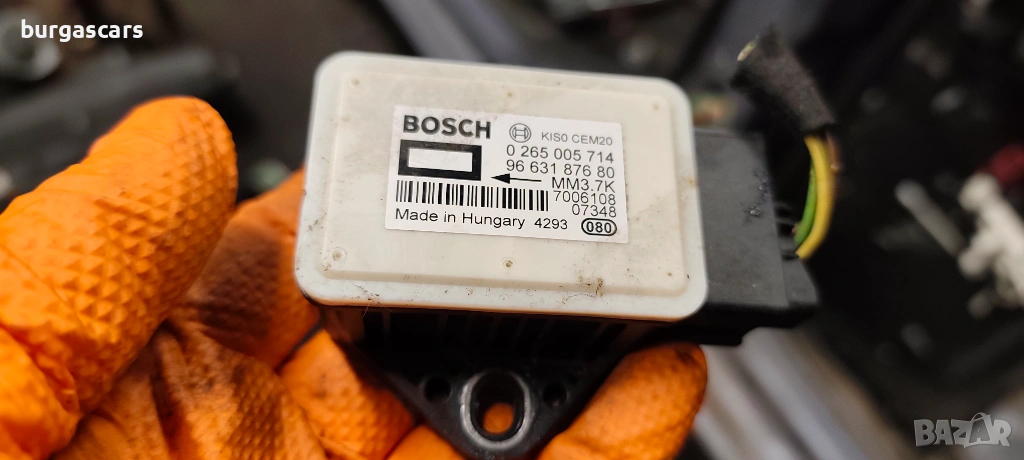 burgascars
BOSCH KIS0 CEM20
0 265 005 714
96 631 876 80
MM3.7K
7006108
07348
Made in Hungary 4293 080
BAZAR